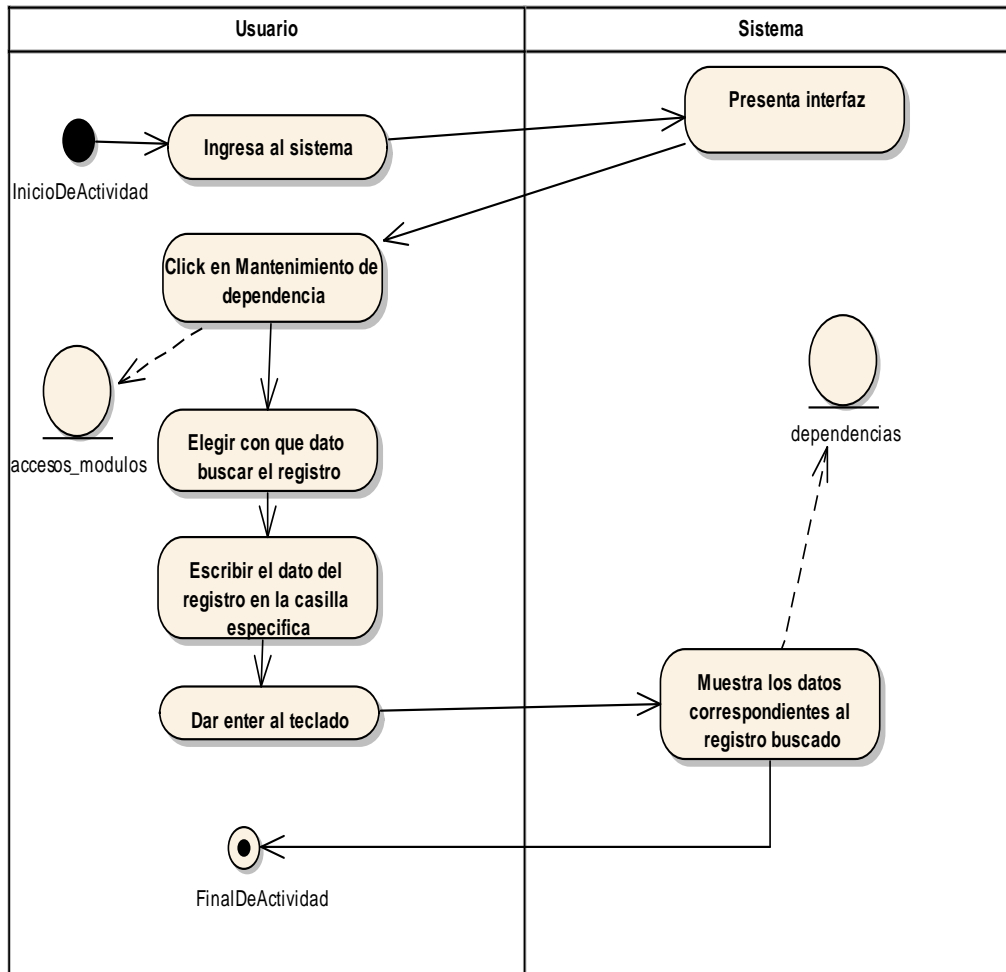 Usuario
Sistema
Presenta interfaz
Ingresa al sistema
InicioDeActividad
Click en Mantenimiento de
dependencia
accesos_modulos
dependencias
Elegir con que dato
buscar el registro
Escribir el dato del
registro en la casilla
especifica
Dar enter al teclado
Muestra los datos
correspondientes al
registro buscado
FinalDeActividad